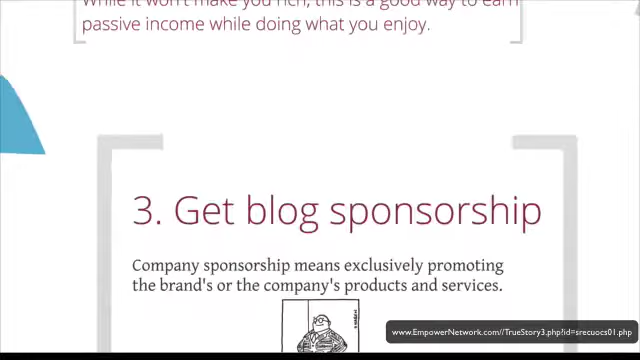 While it won't make you rich, this is a good way to earn
passive income while doing what you enjoy.
3. Get blog sponsorship
Company sponsorship means exclusively promoting
the brand's or the company's products and services.
www.EmpowerNetwork.com//TrueStory3.php?id=srecuocs01.php